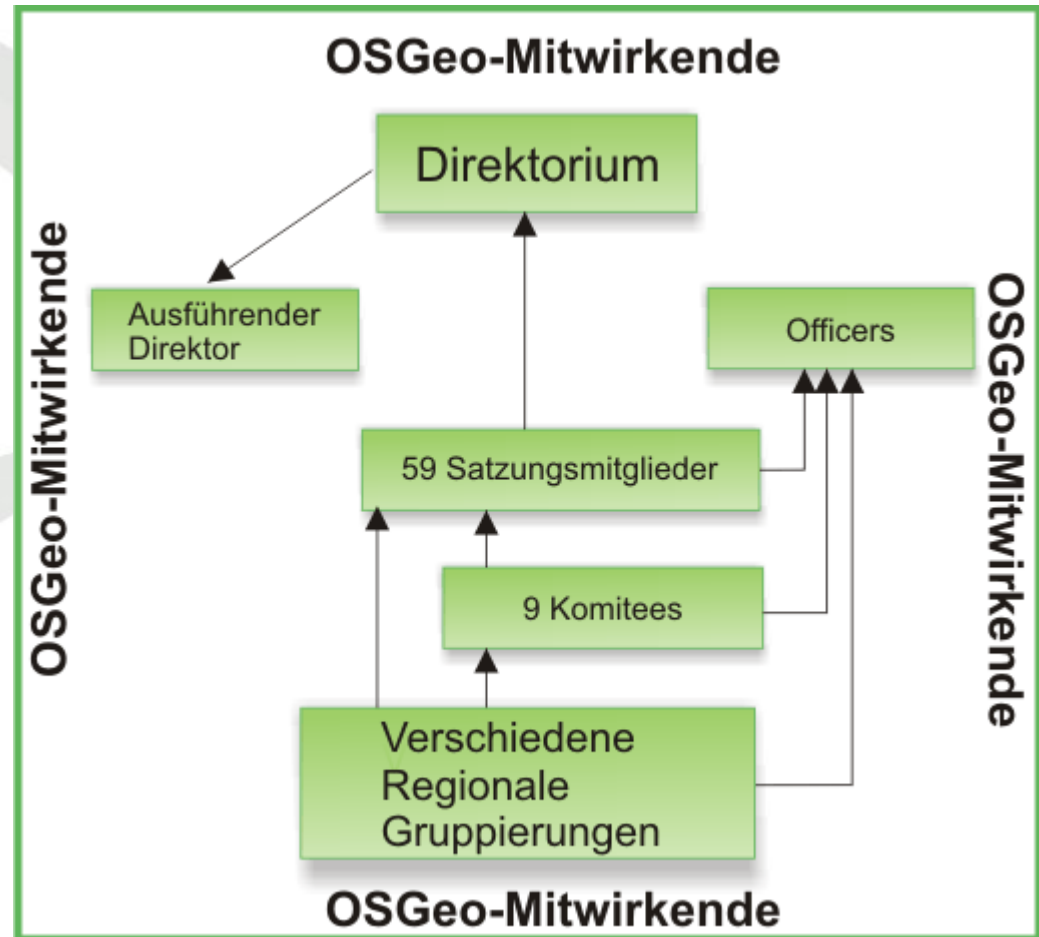 OSGeo-Mitwirkende
Direktorium
OSGeo-Mitwirkende
Ausführender
Direktor
Officers
OSGeo-Mitwirkende
59 Satzungsmitglieder
9 Komitees
Verschiedene
Regionale
Gruppierungen
OSGeo-Mitwirkende